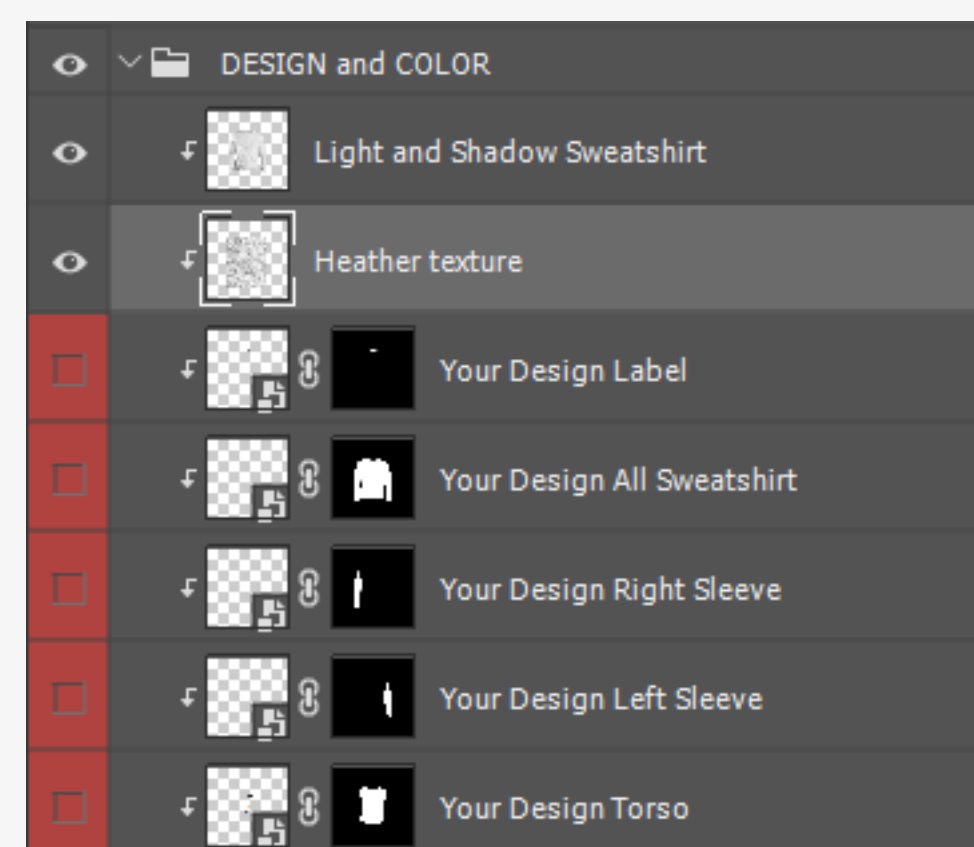 DESIGN and COLOR
Light and Shadow Sweatshirt
Heather texture
Your Design Label
Your Design All Sweatshirt
Your Design Right Sleeve
Your Design Left Sleeve
Your Design Torso